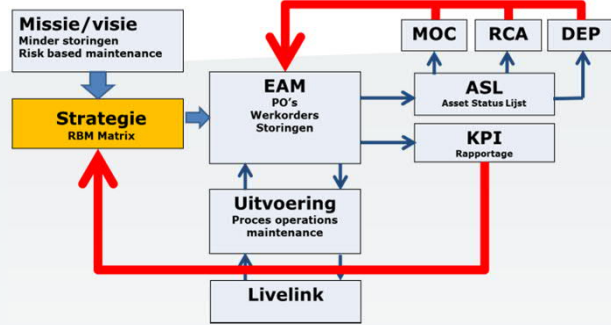 Missie/visie
Minder storingen
Risk based maintenance
MOC
RCA
DEP
EAM
PO's
Werkorders
Storingen
ASL
Asset Status Lijst
Strategie
RBM Matrix
KPI
Rapportage
Uitvoering
Proces operations
maintenance
Livelink